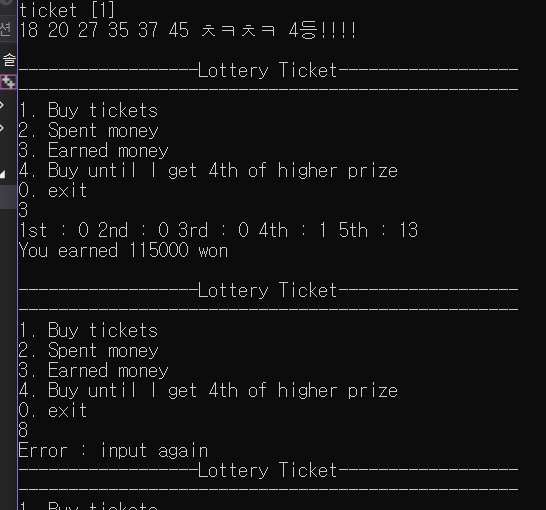 ticket [1]
18 20 27 35 37 45 ㅊㅋㅊㅋ 4등!!!!
션
솔
------------------Lottery Ticket------------------
--------------------------------------------------
1. Buy tickets
2. Spent money
3. Earned money
4. Buy until I get 4th of higher prize
0. exit
3
1st : 0 2nd : 0 3rd : 0 4th : 1 5th : 13
You earned 115000 won
------------------Lottery Ticket------------------
--------------------------------------------------
1. Buy tickets
2. Spent money
3. Earned money
4. Buy until I get 4th of higher prize
0. exit
8
Error : input again
------------------Lottery Ticket------------------
--------------------------------------------------
1. Buy tickets